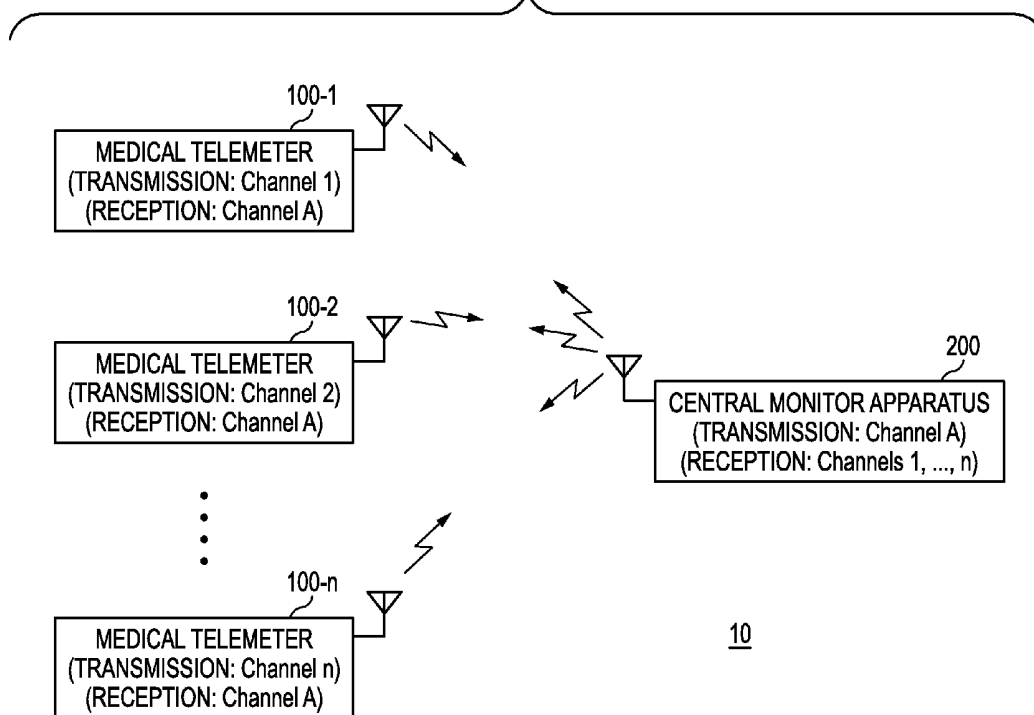 100-1
MEDICAL TELEMETER
(TRANSMISSION: Channel 1)
(RECEPTION: Channel A)
100-2
MEDICAL TELEMETER
(TRANSMISSION: Channel 2)
(RECEPTION: Channel A)
200
CENTRAL MONITOR APPARATUS
(TRANSMISSION: Channel A)
(RECEPTION: Channels 1, ..., n)
100-n
MEDICAL TELEMETER
(TRANSMISSION: Channel n)
(RECEPTION: Channel A)
10